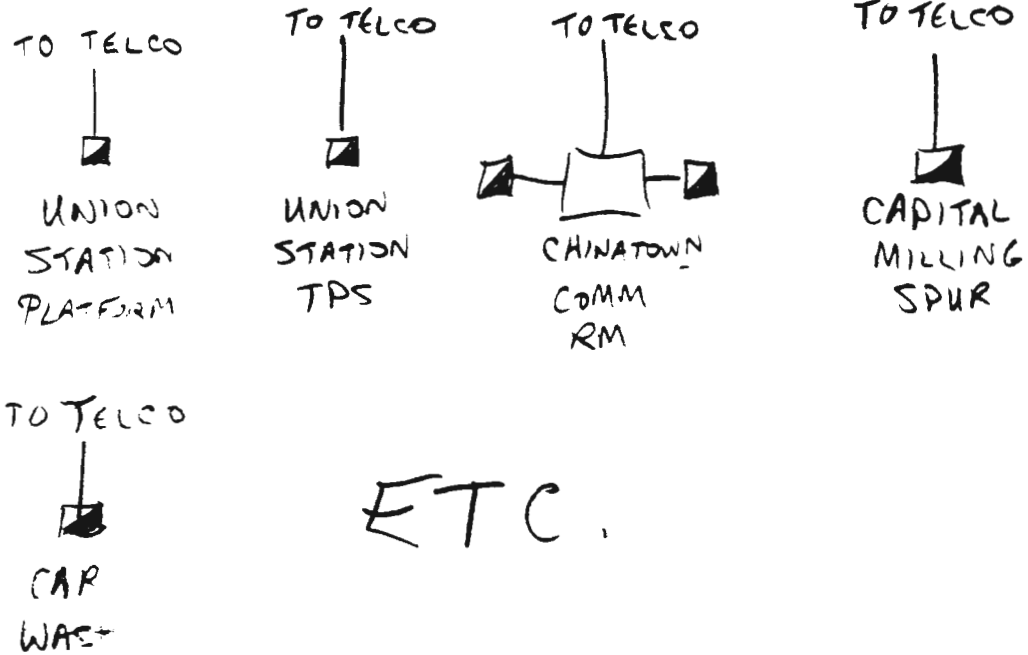 TO TELCO
UNION
STATION
PLATFORM
TO TELCO
UNION
STATION
TPS
TO TELCO
CHINATOWN
COMM
RM
TO TELCO
CAPITAL
MILLING
SPUR
TO TELCO
CAR
WASH
ETC.